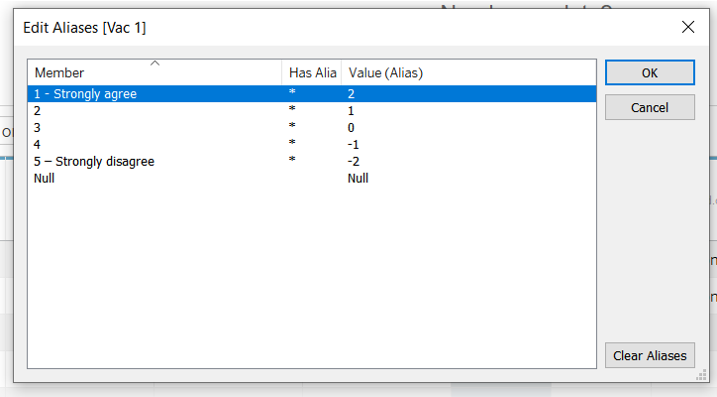 Edit Aliases [Vac 1]
Member Has Alia Value (Alias)
1 - Strongly agree * 2
2 * 1
3 * 0
4 * -1
5 – Strongly disagree * -2
Null Null
OK
Cancel
Clear Aliases